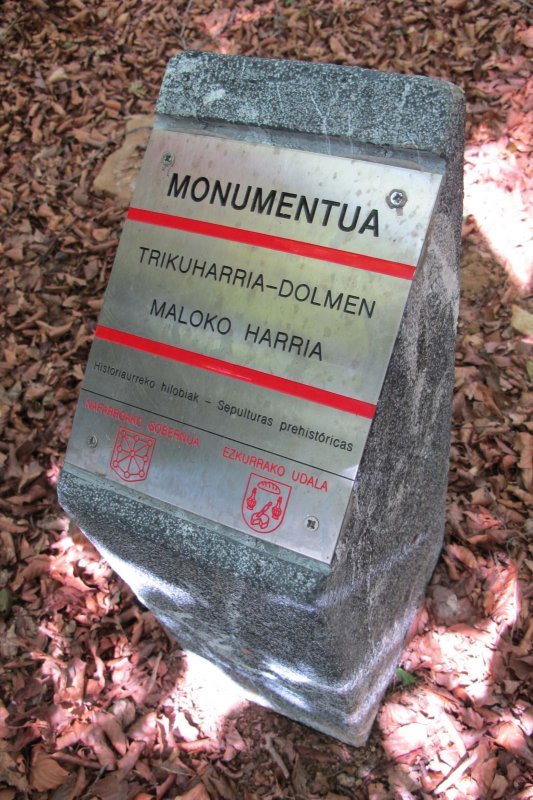 MONUMENTUA
TRIKUHARRIA-DOLMEN
MALOKO HARRIA
Historiaurreko hilobiak - Sepulturas prehistóricas
NAFARROAKO GOBERNUA
EZKURRAKO UDALA